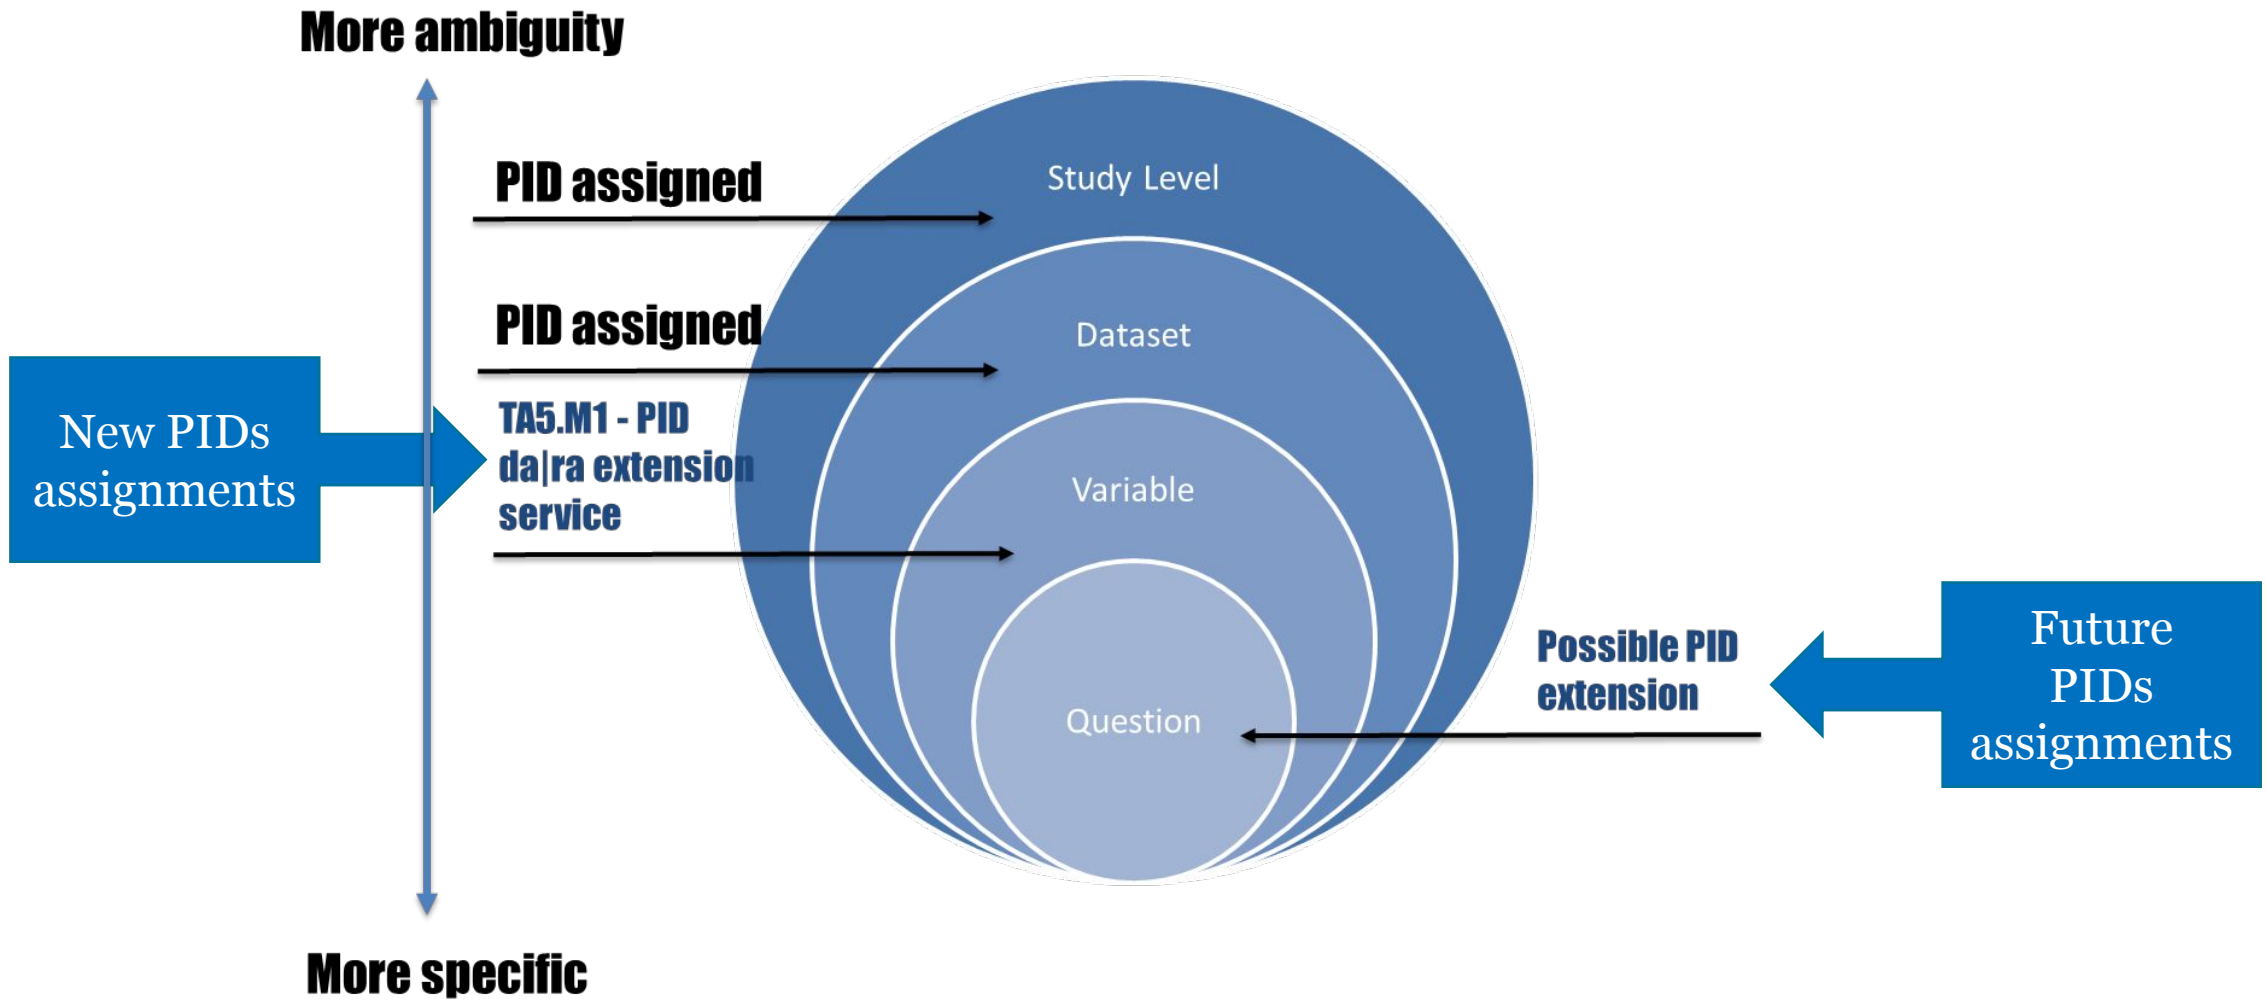 More ambiguity
PID assigned
Study Level
PID assigned
Dataset
New PIDs
assignments
TA5.M1 - PID
da|ra extension
service
Variable
Possible PID
extension
Question
Future
PIDs
assignments
More specific